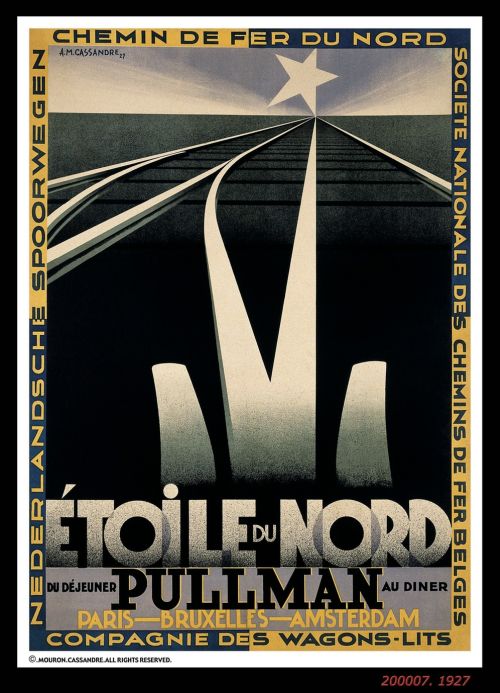 CHEMIN DE FER DU NORD
A.M.CASSANDRE 27
NEDERLANDSCHE SPOORWEGEN
SOCIETE NATIONALE DES CHEMINS DE FER BELGES
ÉTOILE DU NORD
DU DÉJEUNER PULLMAN AU DINER
PARIS—BRUXELLES—AMSTERDAM
COMPAGNIE DES WAGONS-LITS
©.MOURON.CASSANDRE.ALL RIGHTS RESERVED.
200007. 1927